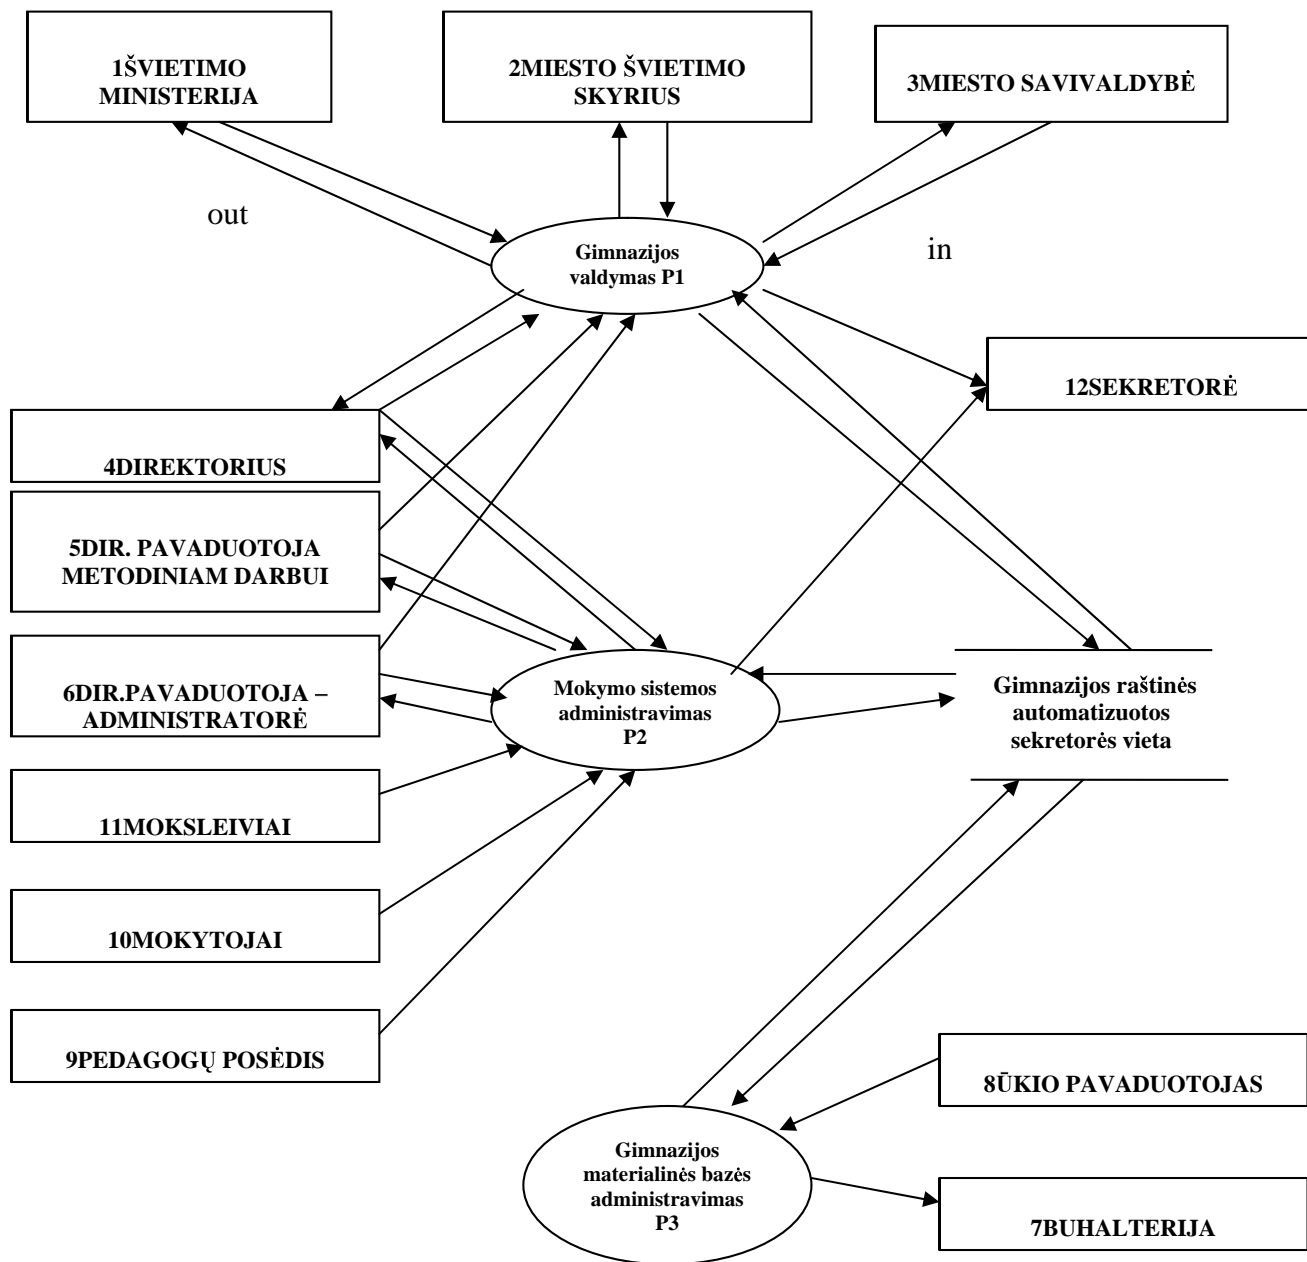 1ŠVIETIMO
MINISTERIJA
2MIESTO ŠVIETIMO
SKYRIUS
3MIESTO SAVIVALDYBĖ
out
in
Gimnazijos
valdymas P1
12SEKRETORĖ
4DIREKTORIUS
5DIR. PAVADUOTOJA
METODINIAM DARBUI
6DIR.PAVADUOTOJA –
ADMINISTRATORĖ
Mokymo sistemos
administravimas
P2
Gimnazijos raštinės
automatizuotos
sekretorės vieta
11MOKSLEIVIAI
10MOKYTOJAI
9PEDAGOGŲ POSĖDIS
8ŪKIO PAVADUOTOJAS
Gimnazijos
materialinės bazės
administravimas
P3
7BUHALTERIJA